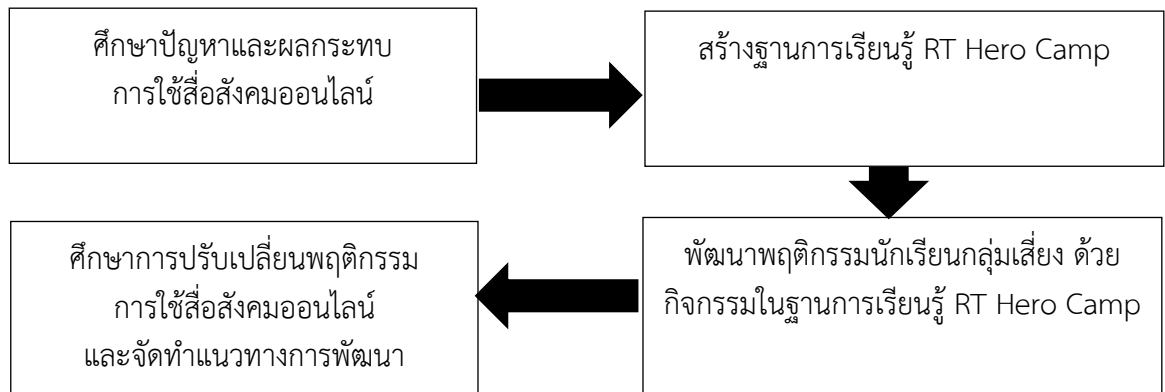 ศึกษาปัญหาและผลกระทบ
การใช้สื่อสังคมออนไลน์
สร้างฐานการเรียนรู้ RT Hero Camp
พัฒนาพฤติกรรมนักเรียนกลุ่มเสี่ยง ด้วย
กิจกรรมในฐานการเรียนรู้ RT Hero Camp
ศึกษาการปรับเปลี่ยนพฤติกรรม
การใช้สื่อสังคมออนไลน์
และจัดทำแนวทางการพัฒนา